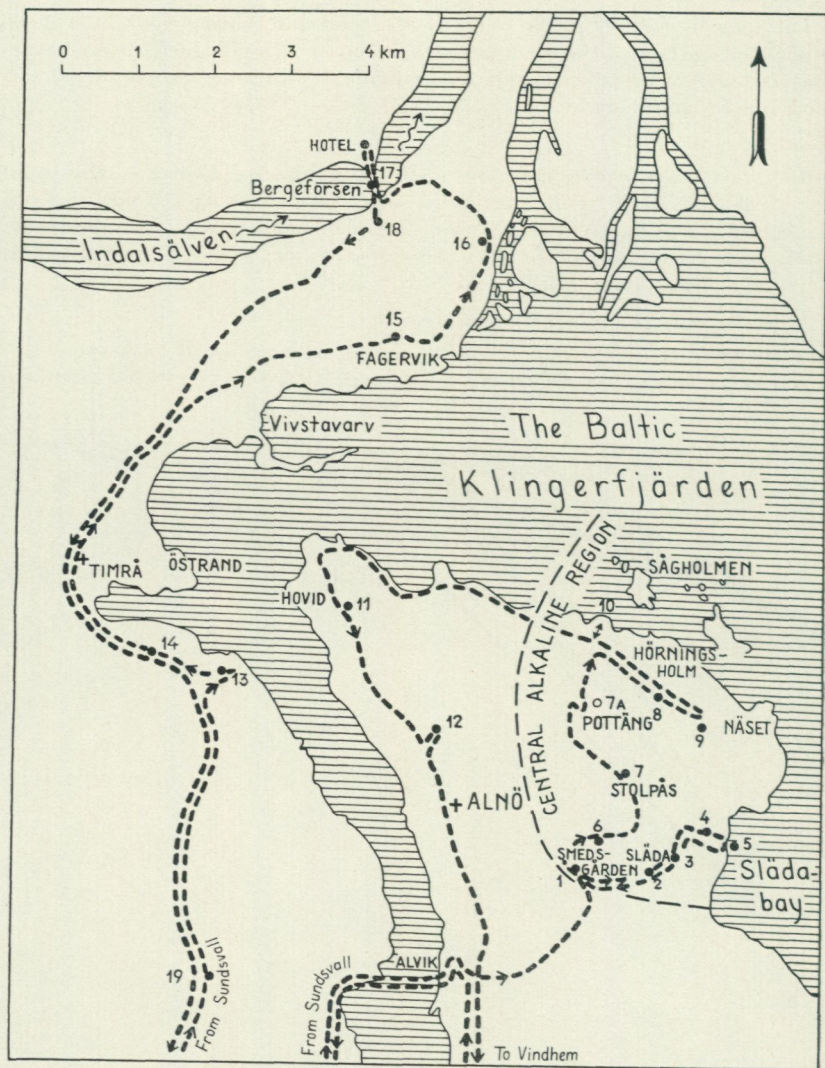 0 1 2 3 4 km
HOTEL
17
Bergeforsen
Indalsälven
18
16
15
FAGERVIK
Vivstavarv
The Baltic
Klingerfjärden
TIMRÅ
ÖSTRAND
CENTRAL ALKALINE REGION
SÅGHOLMEN
HOVID
11
10
14
13
HÖRNINGS-
HOLM
7A
POTTÄNG
8
9
NÄSET
12
7
STOLPÅS
ALNÖ
6
4
5
SMEDS-
GÅRDEN
SLÄDA
3
1
2
Släda-
bay
19
From Sundsvall
From Sundsvall
ALVIK
To Vindhem